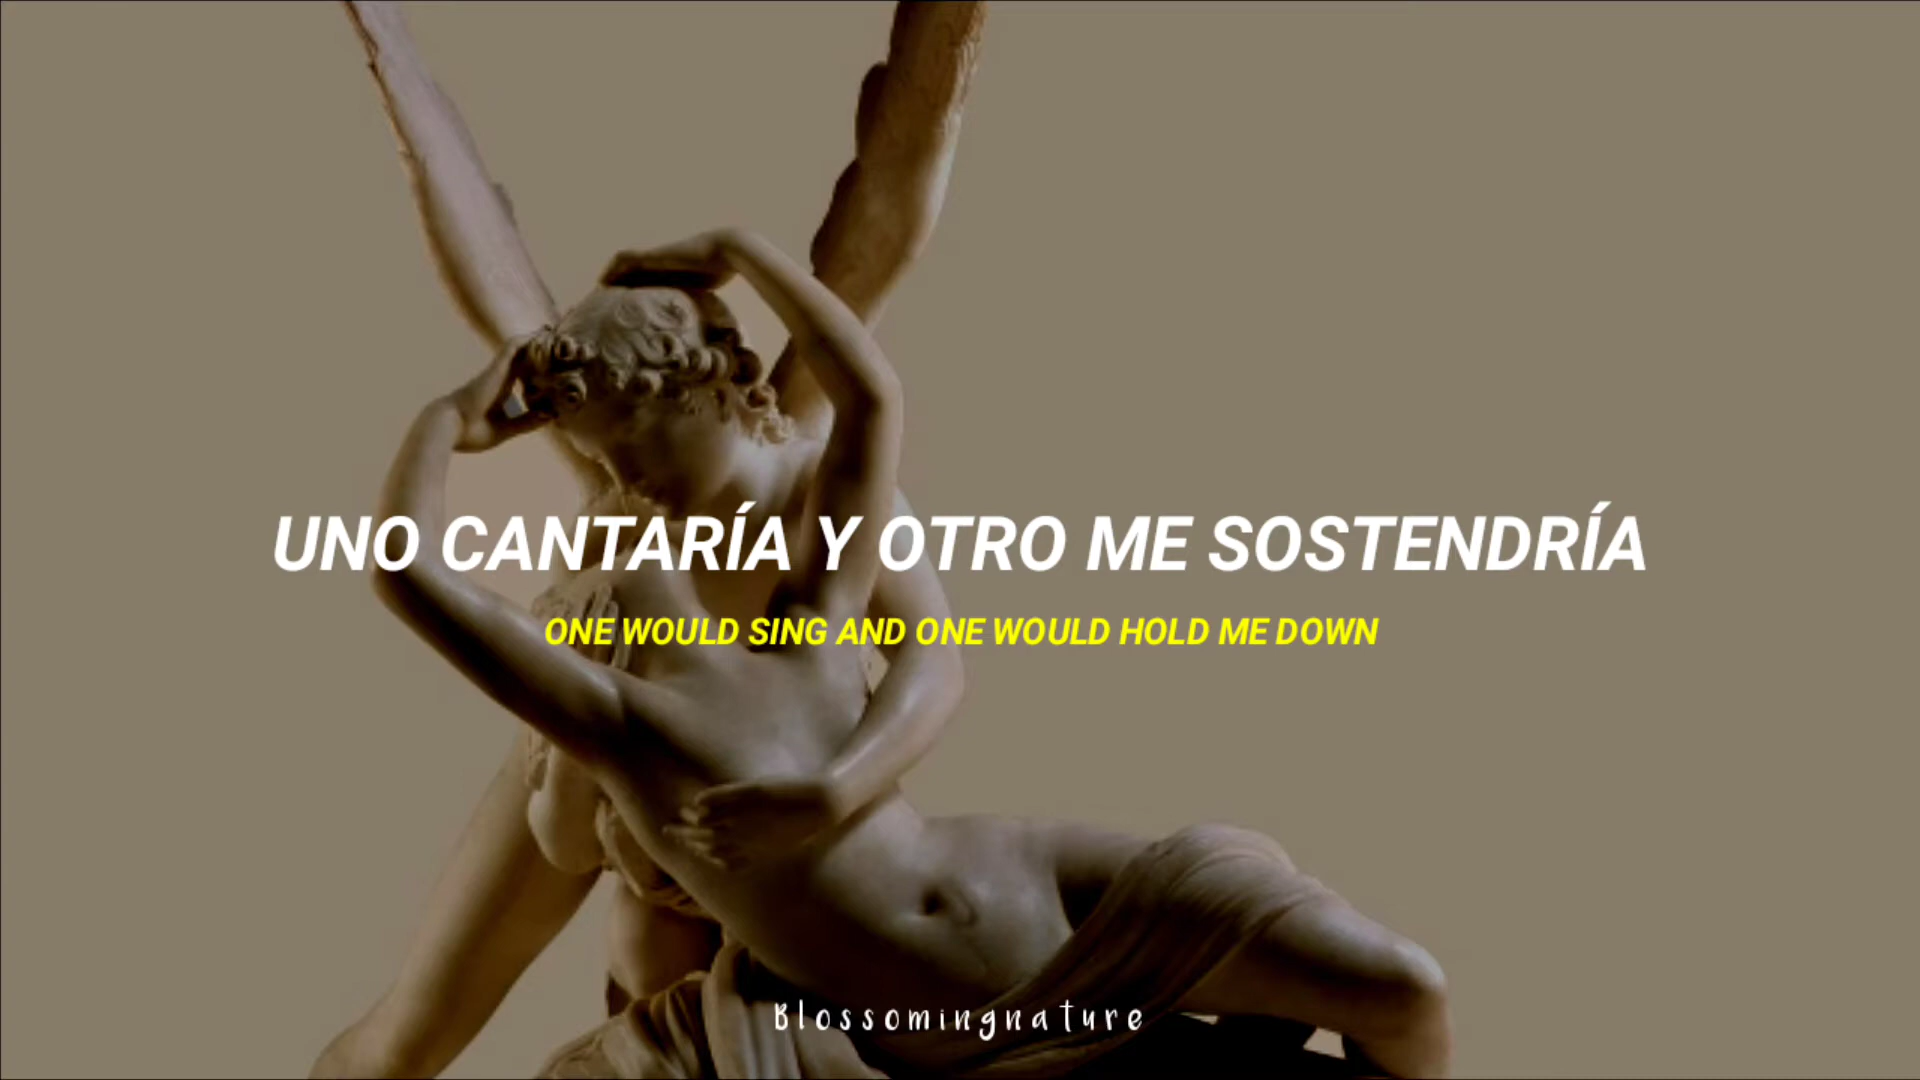 UNO CANTARÍA Y OTRO ME SOSTENDRÍA
ONE WOULD SING AND ONE WOULD HOLD ME DOWN
Blossomingnature